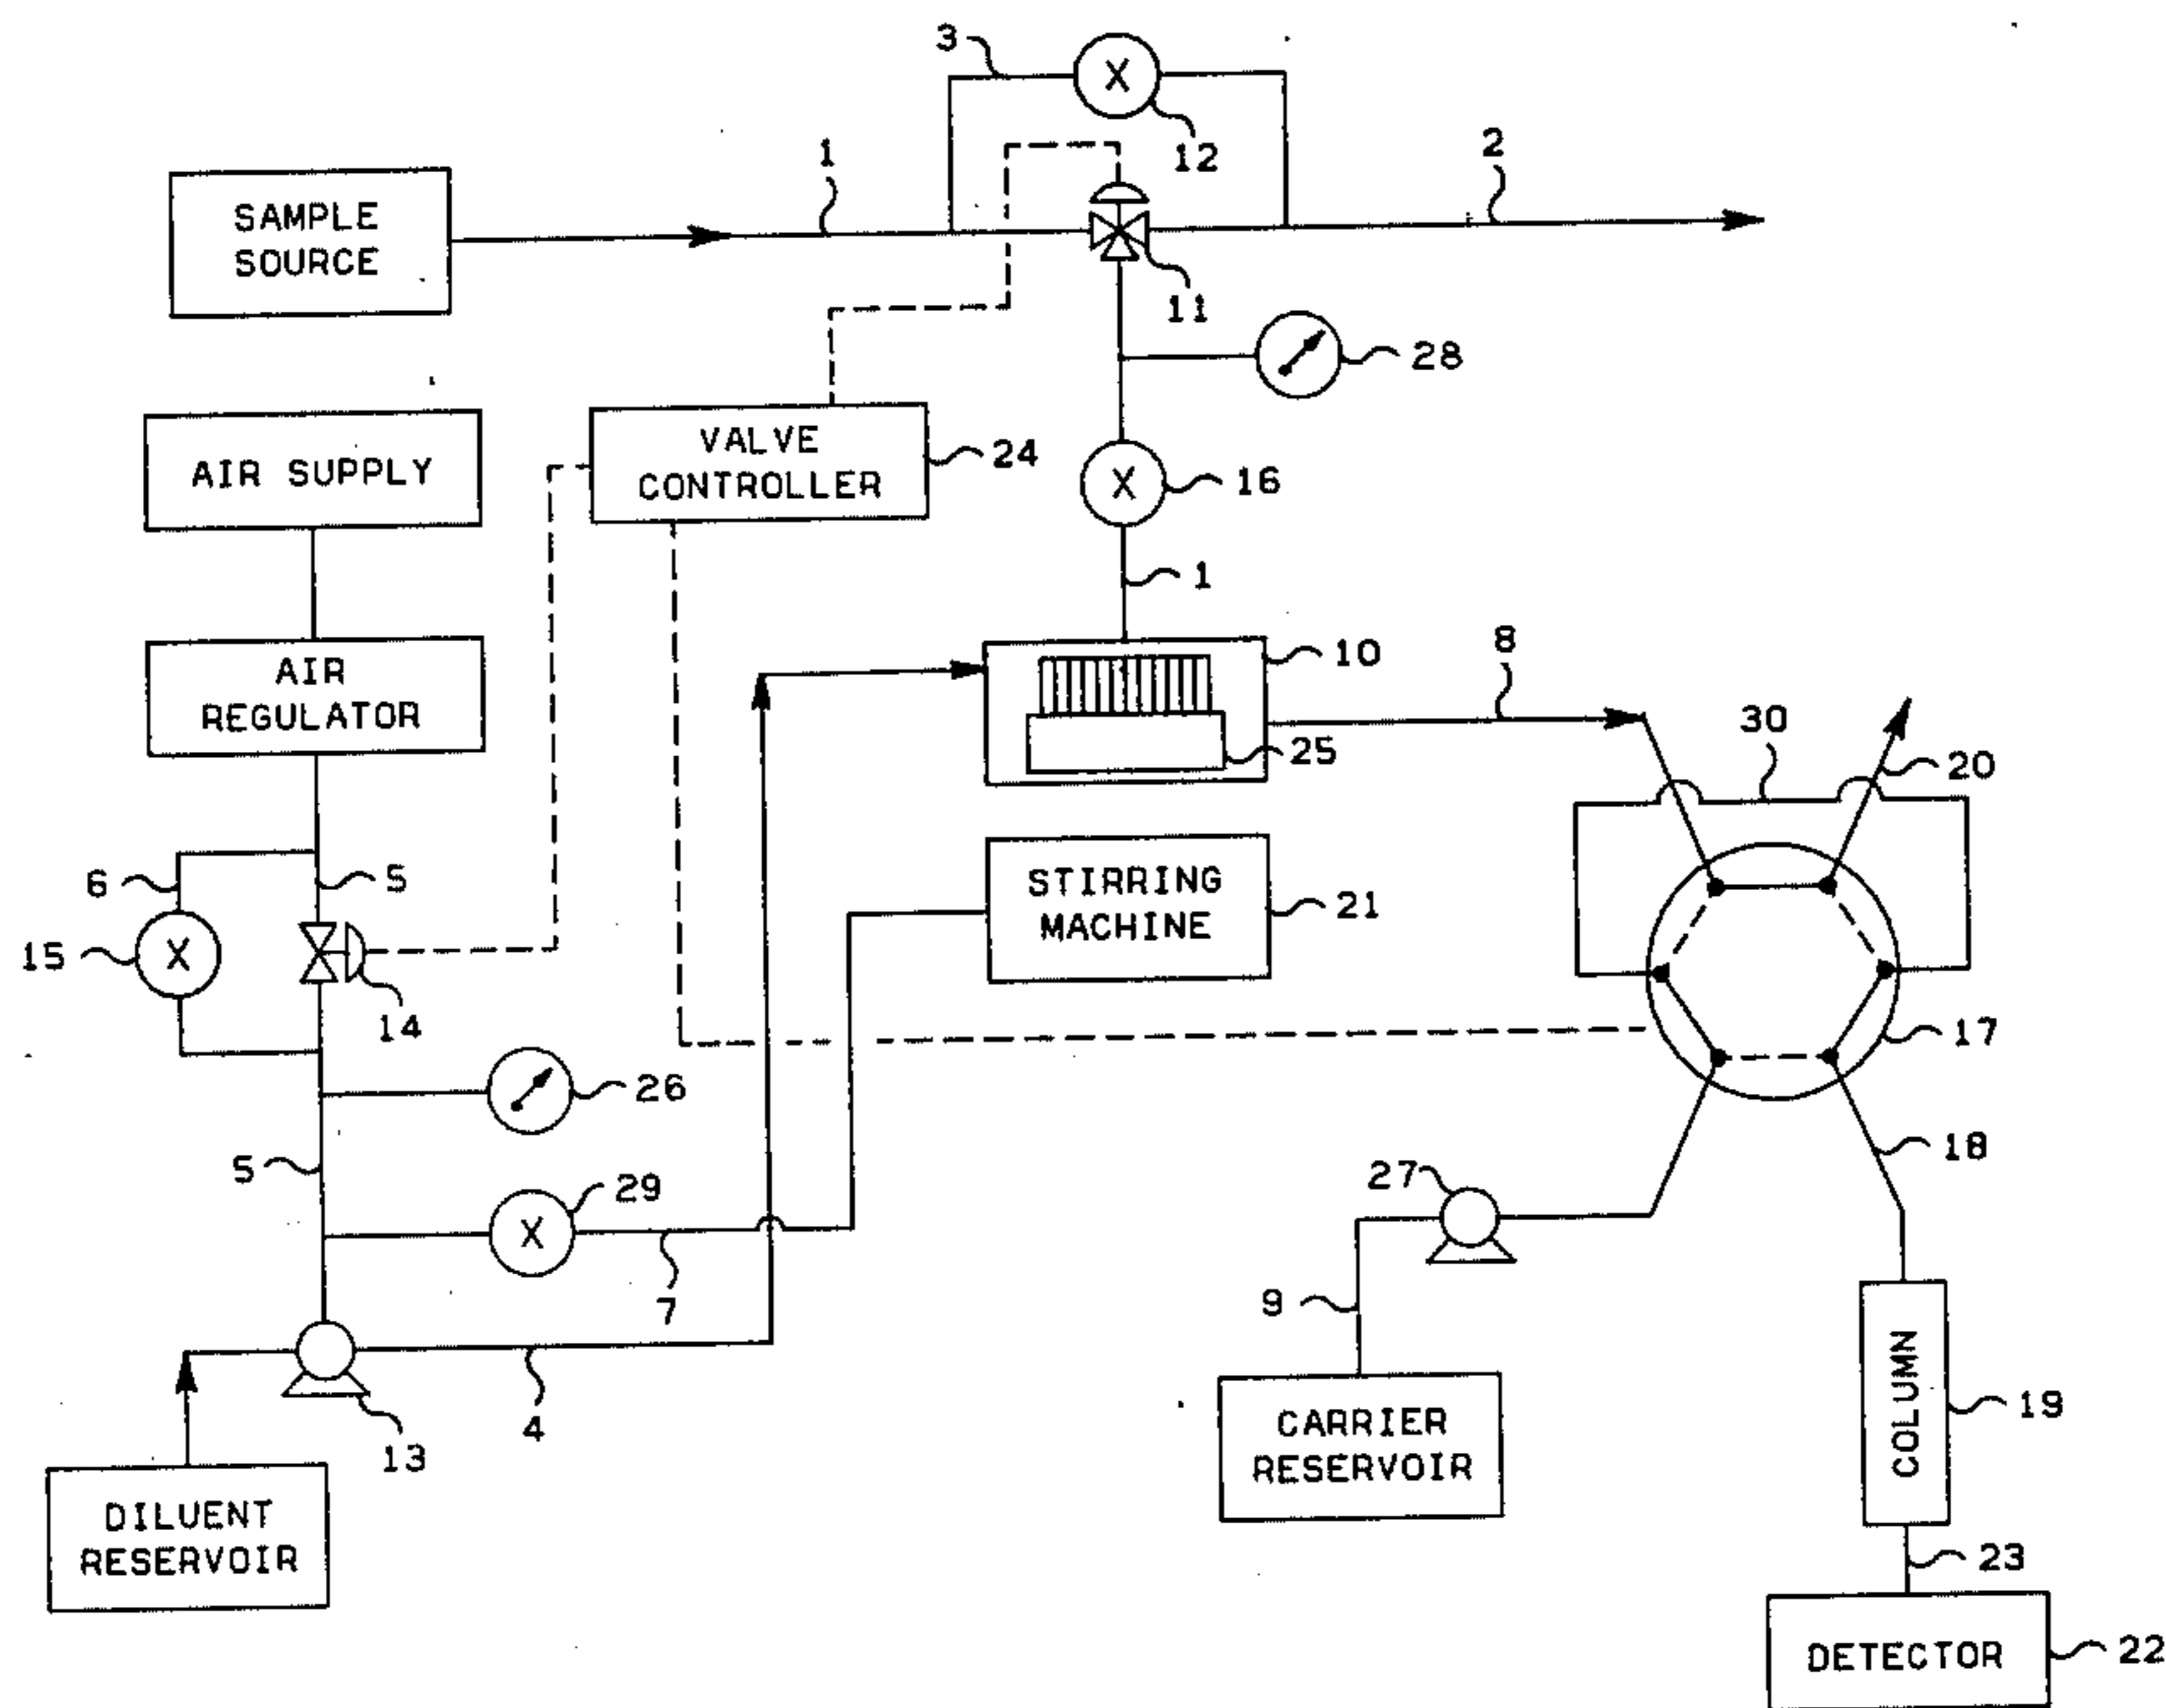 3
X
12
1
2
SAMPLE
SOURCE
11
28
AIR SUPPLY
VALVE
CONTROLLER
24
X
16
1
AIR
REGULATOR
10
8
25
30
20
6
5
STIRRING
MACHINE
21
15
X
14
17
26
5
18
29
27
X
7
9
4
13
CARRIER
RESERVOIR
COLUMN
19
DILUENT
RESERVOIR
23
DETECTOR
22